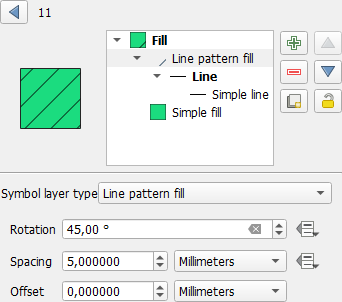 11
Fill
Line pattern fill
Line
Simple line
Simple fill
Symbol layer type Line pattern fill
Rotation 45,00 °
Spacing 5,000000 Millimeters
Offset 0,000000 Millimeters